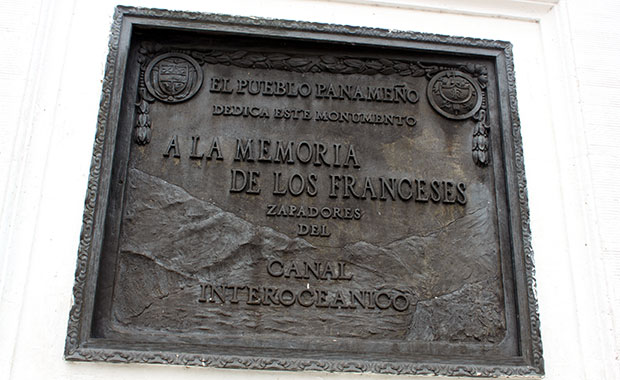 EL PUEBLO PANAMEÑO
DEDICA ESTE MONUMENTO
A LA MEMORIA
DE LOS FRANCESES
ZAPADORES
DEL
CANAL
INTEROCEANICO